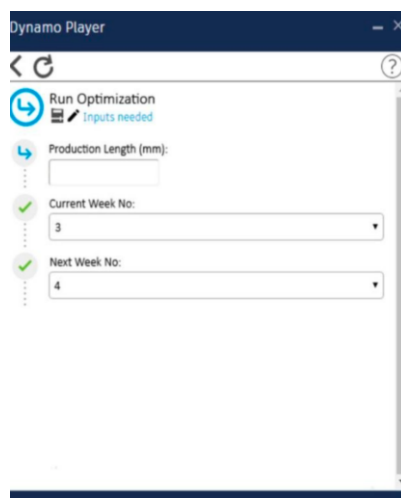 Dynamo Player
?
Run Optimization
Inputs needed
Production Length (mm):
Current Week No:
3
Next Week No:
4